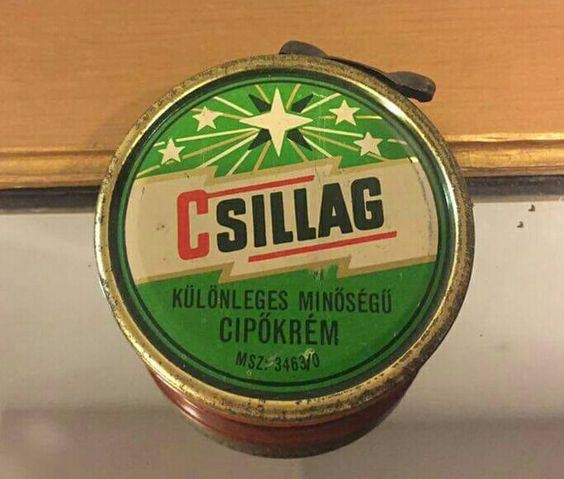 CSILLAG
KÜLÖNLEGES MINŐSÉGŰ
CIPŐKRÉM
MSZ: 3463/0